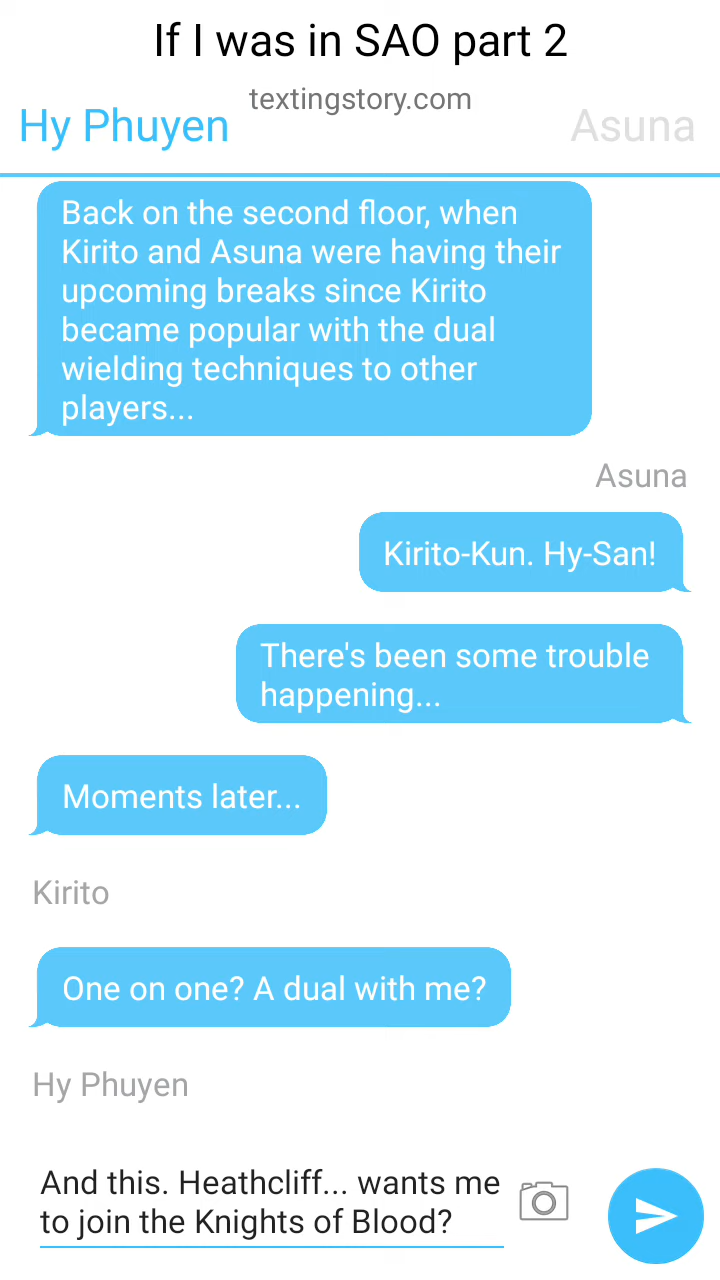 If I was in SAO part 2
textingstory.com
Hy Phuyen
Asuna
Back on the second floor, when
Kirito and Asuna were having their
upcoming breaks since Kirito
became popular with the dual
wielding techniques to other
players...
Asuna
Kirito-Kun. Hy-San!
There's been some trouble
happening...
Moments later...
Kirito
One on one? A dual with me?
Hy Phuyen
And this. Heathcliff... wants me
to join the Knights of Blood?